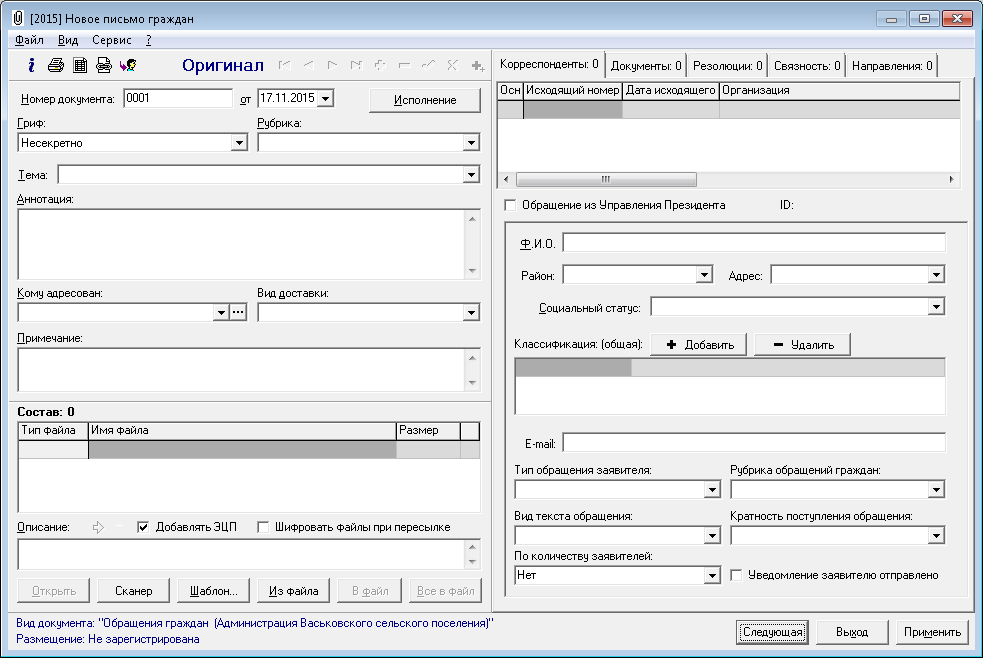 [2015] Новое письмо граждан
Файл Вид Сервис ?
Оригинал
Номер документа: 0001 от 17.11.2015 Исполнение
Гриф: Рубрика:
Несекретно
Тема:
Аннотация:
Кому адресован: Вид доставки:
...
Примечание:
Состав: 0
Тип файла Имя файла Размер
Описание: Добавлять ЭЦП Шифровать файлы при пересылке
Открыть Сканер Шаблон... Из файла В файл Все в файл
Корреспонденты: 0 Документы: 0 Резолюции: 0 Связность: 0 Направления: 0
Осн Исходящий номер Дата исходящего Организация
Обращение из Управления Президента ID:
Ф.И.О.
Район: Адрес:
Социальный статус:
Классификация: (общая): Добавить Удалить
E-mail:
Тип обращения заявителя: Рубрика обращений граждан:
Вид текста обращения: Кратность поступления обращения:
По количеству заявителей:
Нет Уведомление заявителю отправлено
Вид документа: "Обращения граждан (Администрация Васьковского сельского поселения)"
Размещение: Не зарегистрирована
Следующая Выход Применить